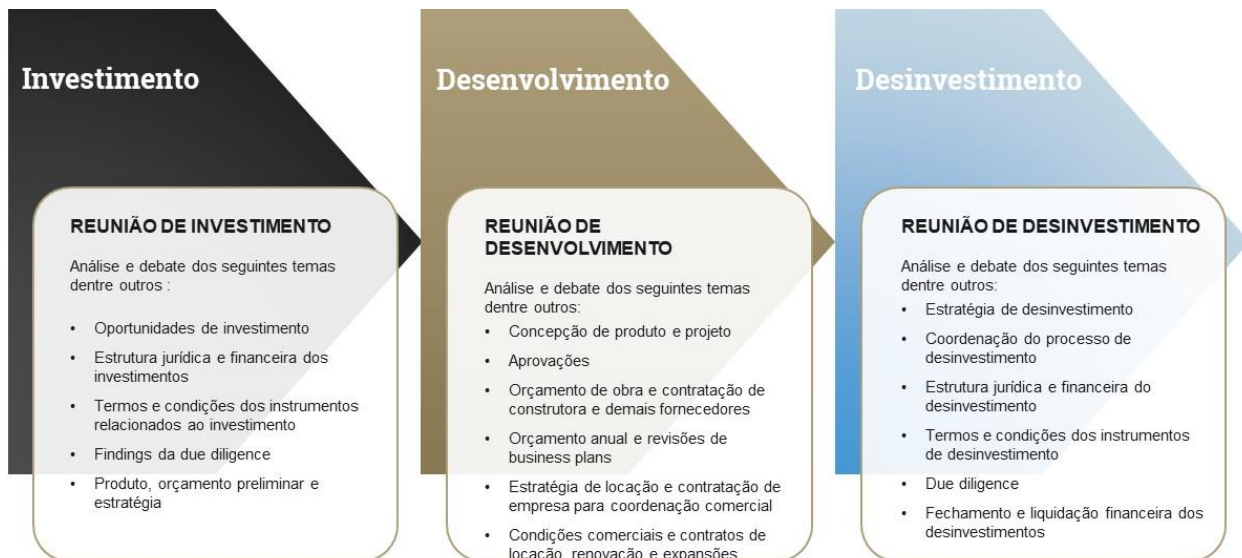 Investimento
REUNIÃO DE INVESTIMENTO
Análise e debate dos seguintes temas
dentre outros :
• Oportunidades de investimento
• Estrutura jurídica e financeira dos
investimentos
• Termos e condições dos instrumentos
relacionados ao investimento
• Findings da due diligence
• Produto, orçamento preliminar e
estratégia
Desenvolvimento
REUNIÃO DE
DESENVOLVIMENTO
Análise e debate dos seguintes temas
dentre outros:
• Concepção de produto e projeto
• Aprovações
• Orçamento de obra e contratação de
construtora e demais fornecedores
• Orçamento anual e revisões de
business plans
• Estratégia de locação e contratação de
empresa para coordenação comercial
• Condições comerciais e contratos de
locação, renovação e expansões
Desinvestimento
REUNIÃO DE DESINVESTIMENTO
Análise e debate dos seguintes temas
dentre outros:
• Estratégia de desinvestimento
• Coordenação do processo de
desinvestimento
• Estrutura jurídica e financeira do
desinvestimento
• Termos e condições dos instrumentos
de desinvestimento
• Due diligence
• Fechamento e liquidação financeira dos
desinvestimentos